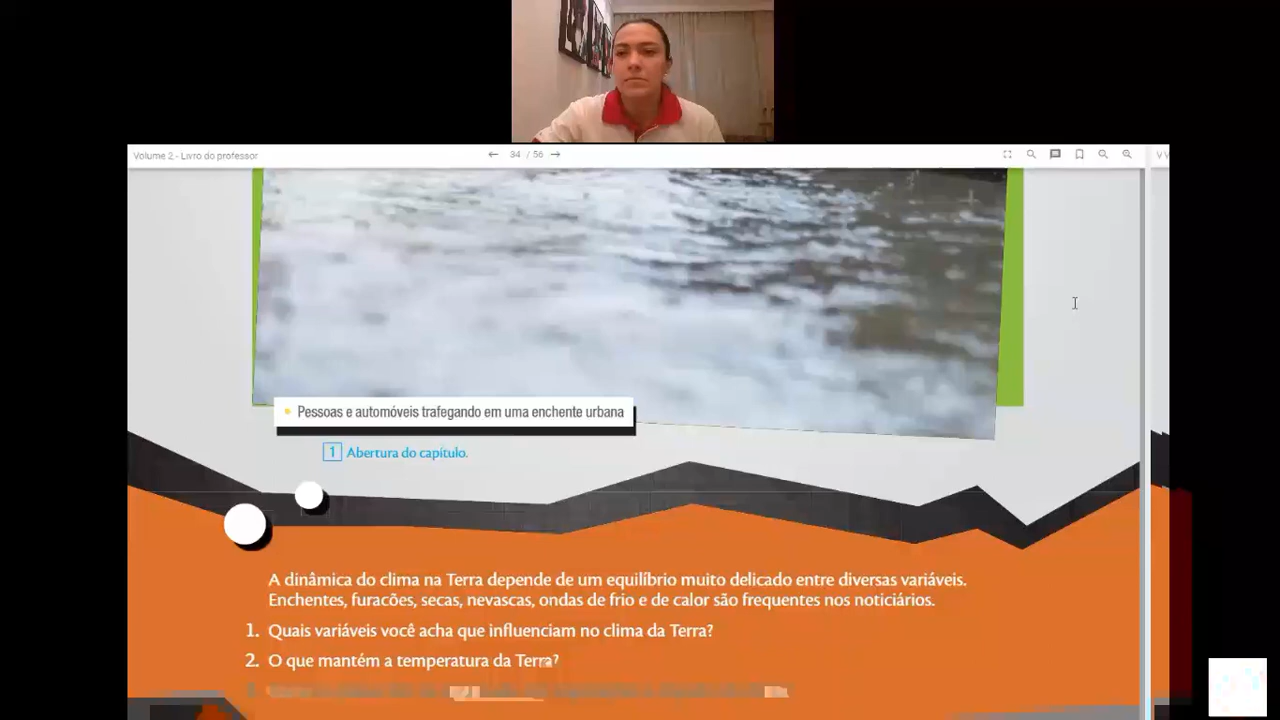 Volume 2 - Livro do professor
34 / 56
Pessoas e automóveis trafegando em uma enchente urbana
1 Abertura do capítulo.
A dinâmica do clima na Terra depende de um equilíbrio muito delicado entre diversas variáveis.
Enchentes, furacões, secas, nevascas, ondas de frio e de calor são frequentes nos noticiários.
1. Quais variáveis você acha que influenciam no clima da Terra?
2. O que mantém a temperatura da Terra?